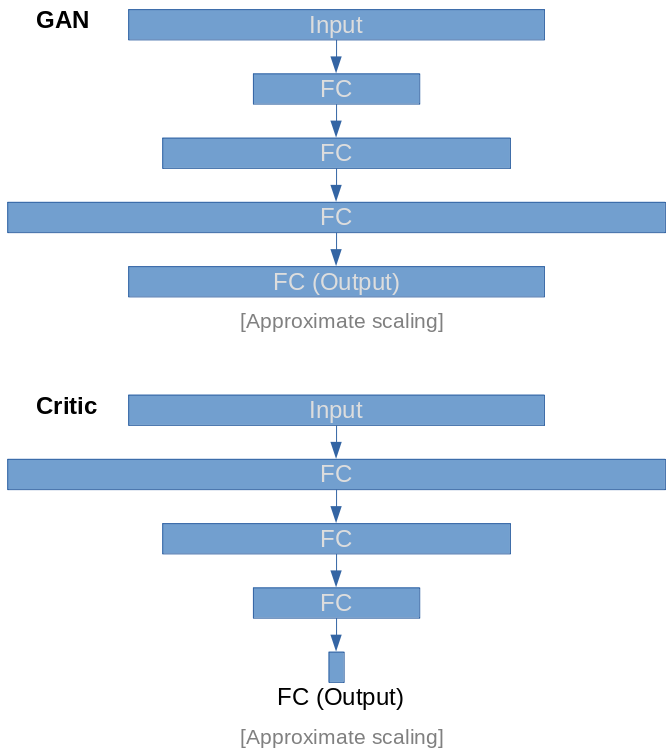 GAN
Input
FC
FC
FC
FC (Output)
[Approximate scaling]
Critic
Input
FC
FC
FC
FC (Output)
[Approximate scaling]